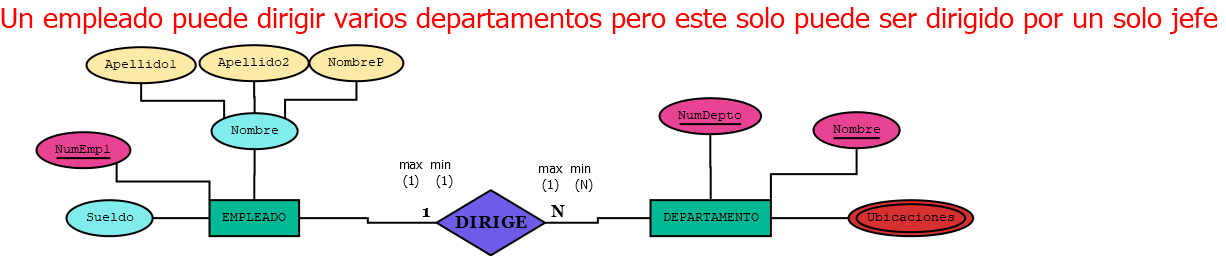 Un empleado puede dirigir varios departamentos pero este solo puede ser dirigido por un solo jefe
Apellido1
Apellido2
NombreP
Nombre
NumDepto
Nombre
NumEmpl
max min
(1) (1)
max min
(1) (N)
Sueldo
EMPLEADO
1
DIRIGE
N
DEPARTAMENTO
Ubicaciones